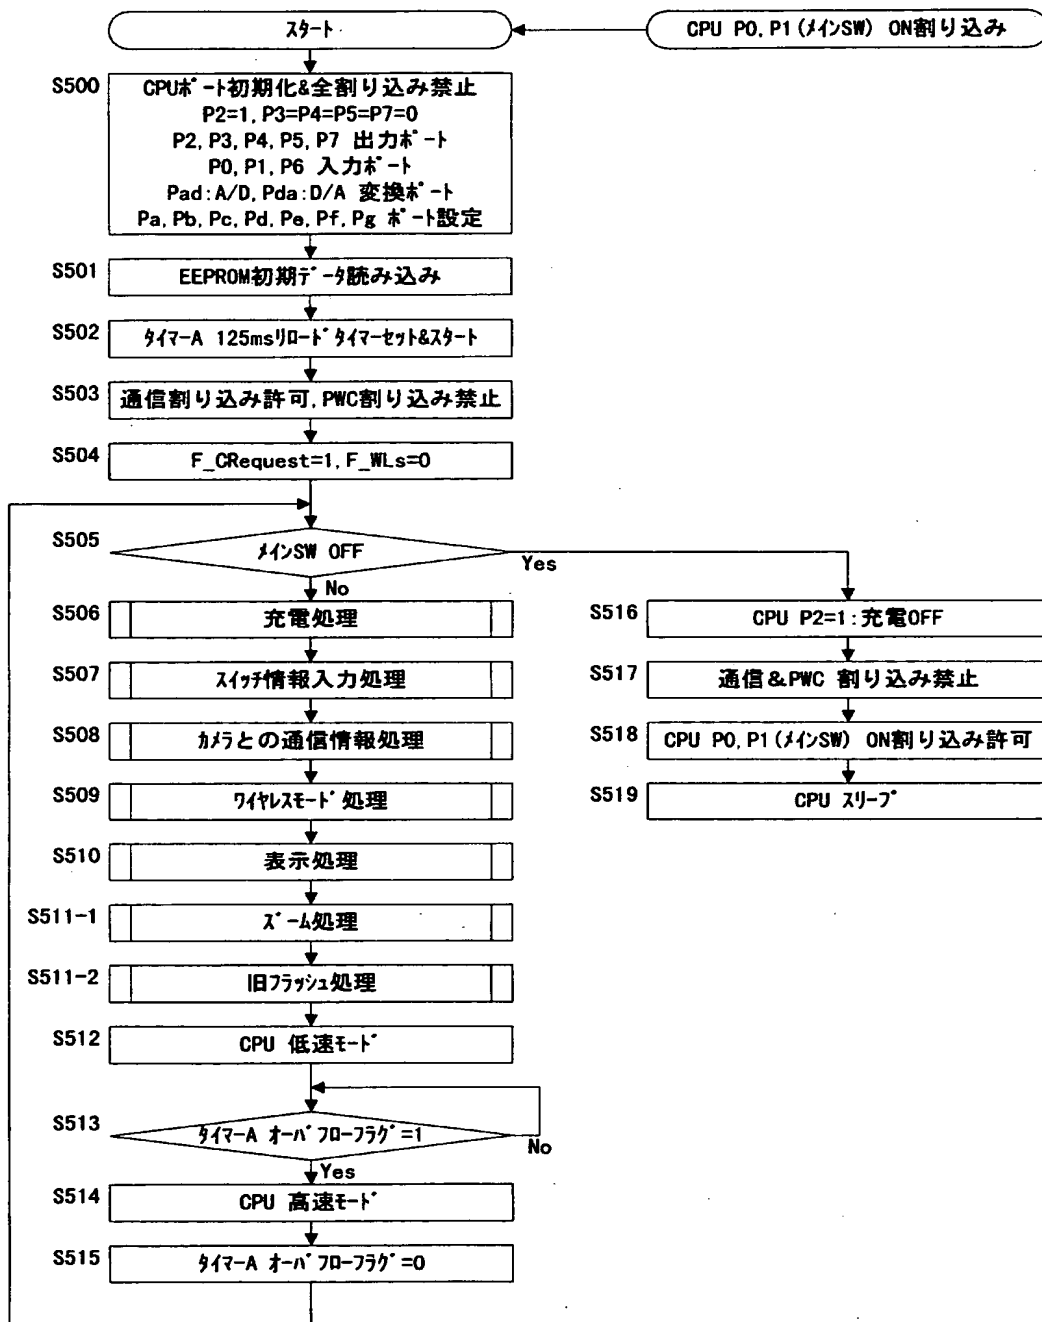 スタート
CPU P0,P1(ﾒｲﾝSW) ON割り込み
S500
CPUﾎﾟｰﾄ初期化&全割り込み禁止
P2=1,P3=P4=P5=P7=0
P2,P3,P4,P5,P7 出力ﾎﾟｰﾄ
P0,P1,P6 入力ﾎﾟｰﾄ
Pad:A/D,Pda:D/A 変換ﾎﾟｰﾄ
Pa,Pb,Pc,Pd,Pe,Pf,Pg ﾎﾟｰﾄ設定
S501
EEPROM初期ﾃﾞｰﾀ読み込み
S502
ﾀｲﾏｰA 125msﾘﾛｰﾄﾞﾀｲﾏｰｾｯﾄ&ｽﾀｰﾄ
S503
通信割り込み許可,PWC割り込み禁止
S504
F_CRequest=1,F_WLs=0
S505
ﾒｲﾝSW OFF
Yes
No
S506
充電処理
S507
ｽｲｯﾁ情報入力処理
S508
ｶﾒﾗとの通信情報処理
S509
ﾜｲﾔﾚｽﾓｰﾄﾞ処理
S510
表示処理
S511-1
ｽﾞｰﾑ処理
S511-2
旧ﾌﾗｯｼｭ処理
S512
CPU 低速ﾓｰﾄﾞ
S513
ﾀｲﾏｰA ｵｰﾊﾞﾌﾛｰﾌﾗｸﾞ=1
No
Yes
S514
CPU 高速ﾓｰﾄﾞ
S515
ﾀｲﾏｰA ｵｰﾊﾞﾌﾛｰﾌﾗｸﾞ=0
S516
CPU P2=1:充電OFF
S517
通信&PWC 割り込み禁止
S518
CPU P0,P1(ﾒｲﾝSW) ON割り込み許可
S519
CPU ｽﾘｰﾌﾟ